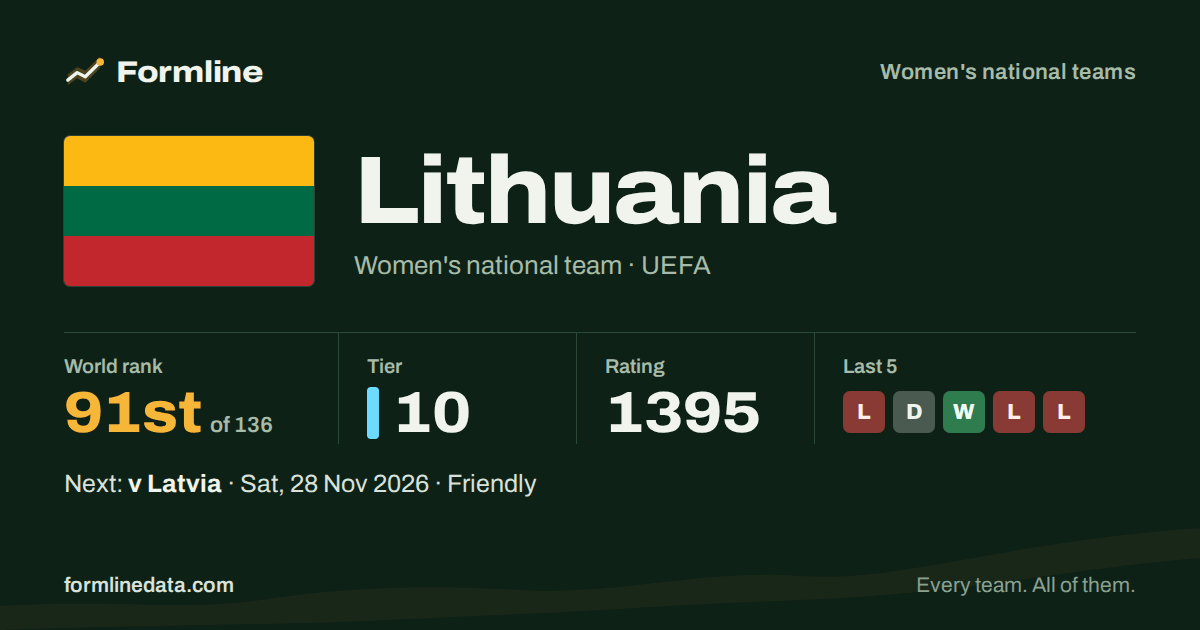 Formline
Women's national teams
Lithuania
Women's national team · UEFA
World rank
91st of 136
Tier
10
Rating
1395
Last 5
L D W L L
Next: v Latvia · Sat, 28 Nov 2026 · Friendly
formlinedata.com
Every team. All of them.